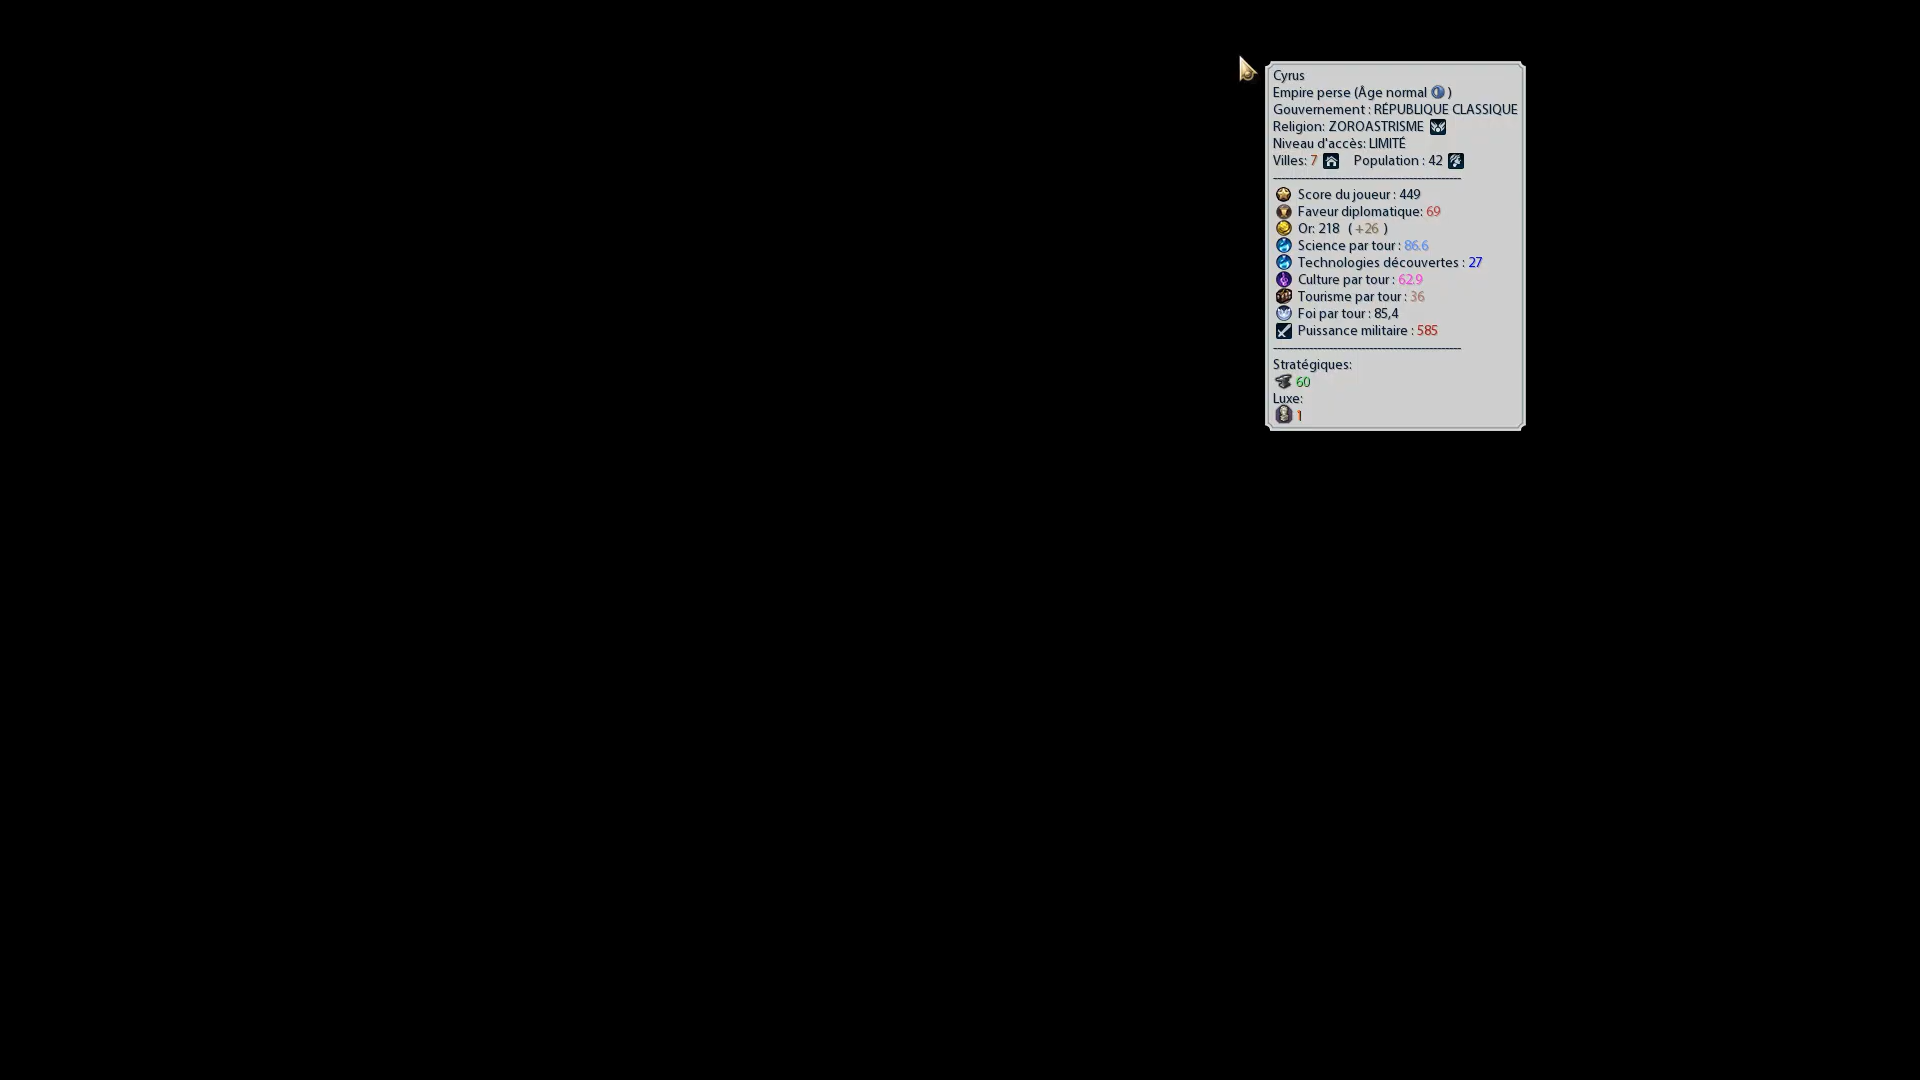 Cyrus
Empire perse (Âge normal )
Gouvernement : RÉPUBLIQUE CLASSIQUE
Religion: ZOROASTRISME
Niveau d'accès: LIMITÉ
Villes: 7 Population : 42
Score du joueur : 449
Faveur diplomatique: 69
Or: 218 ( +26 )
Science par tour : 86.6
Technologies découvertes : 27
Culture par tour : 62.9
Tourisme par tour : 36
Foi par tour : 85,4
Puissance militaire : 585
Stratégiques:
60
Luxe:
1